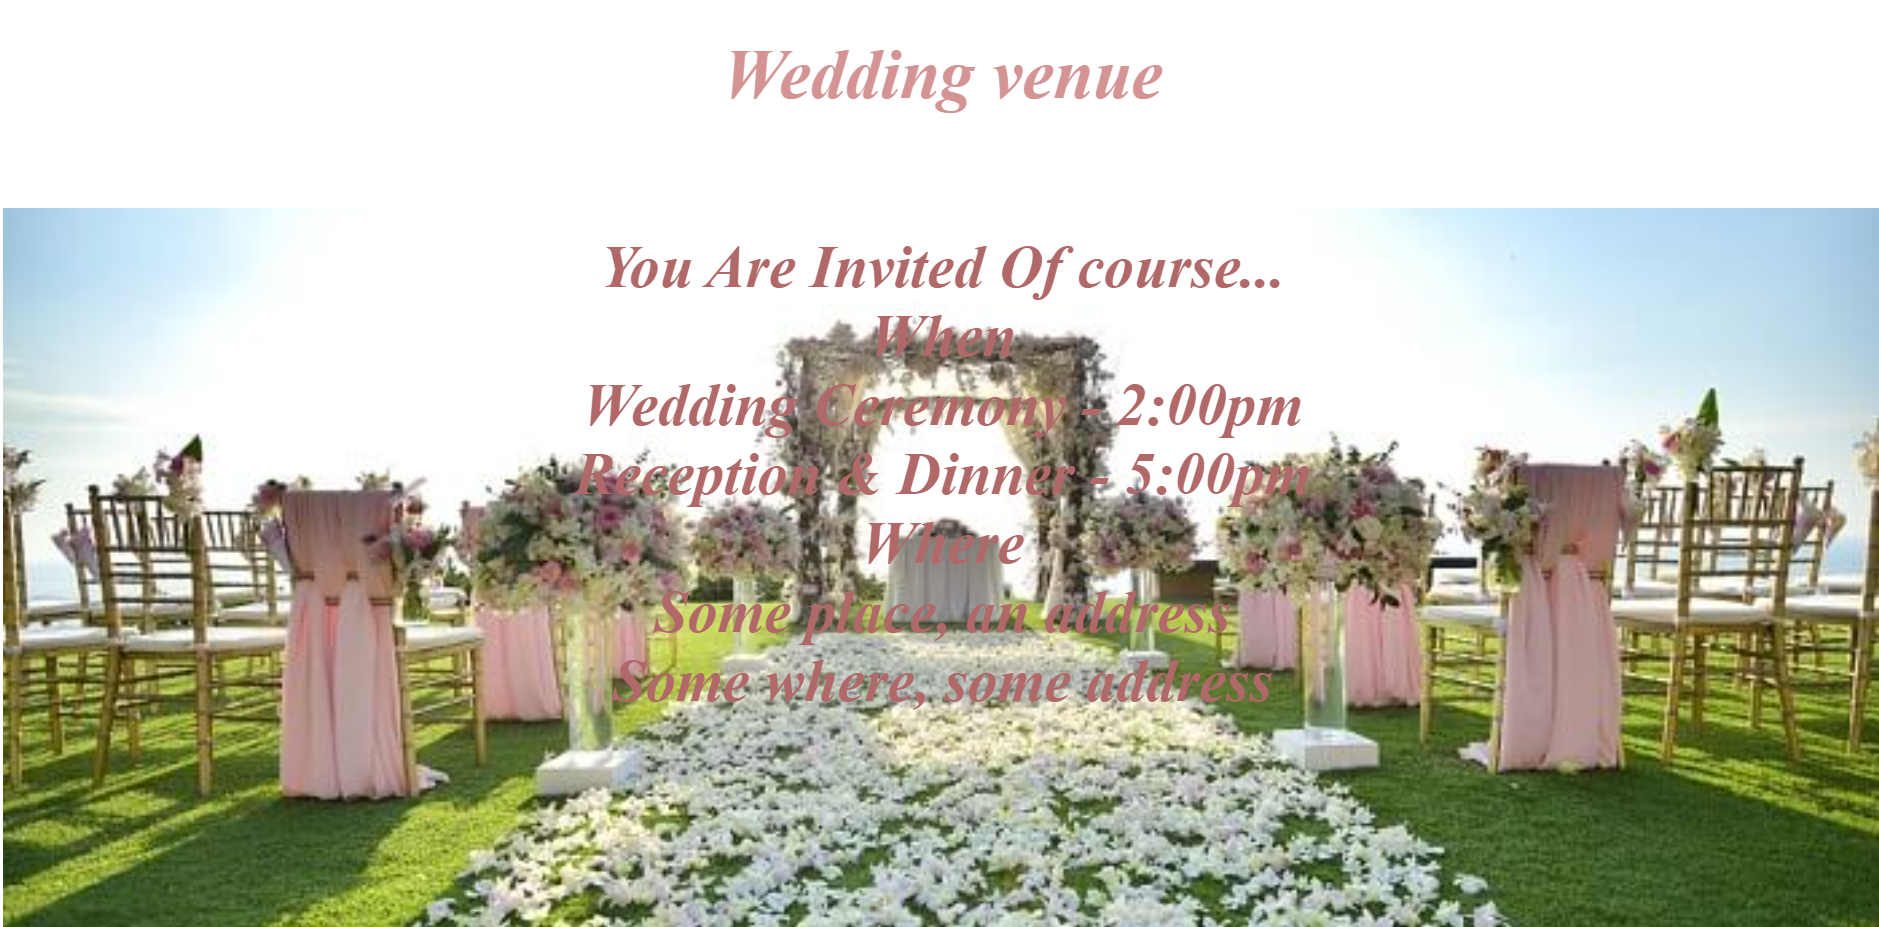 Wedding venue
You Are Invited Of course...
When
Wedding Ceremony - 2:00pm
Reception & Dinner - 5:00pm
Where
Some place, an address
Some where, some address